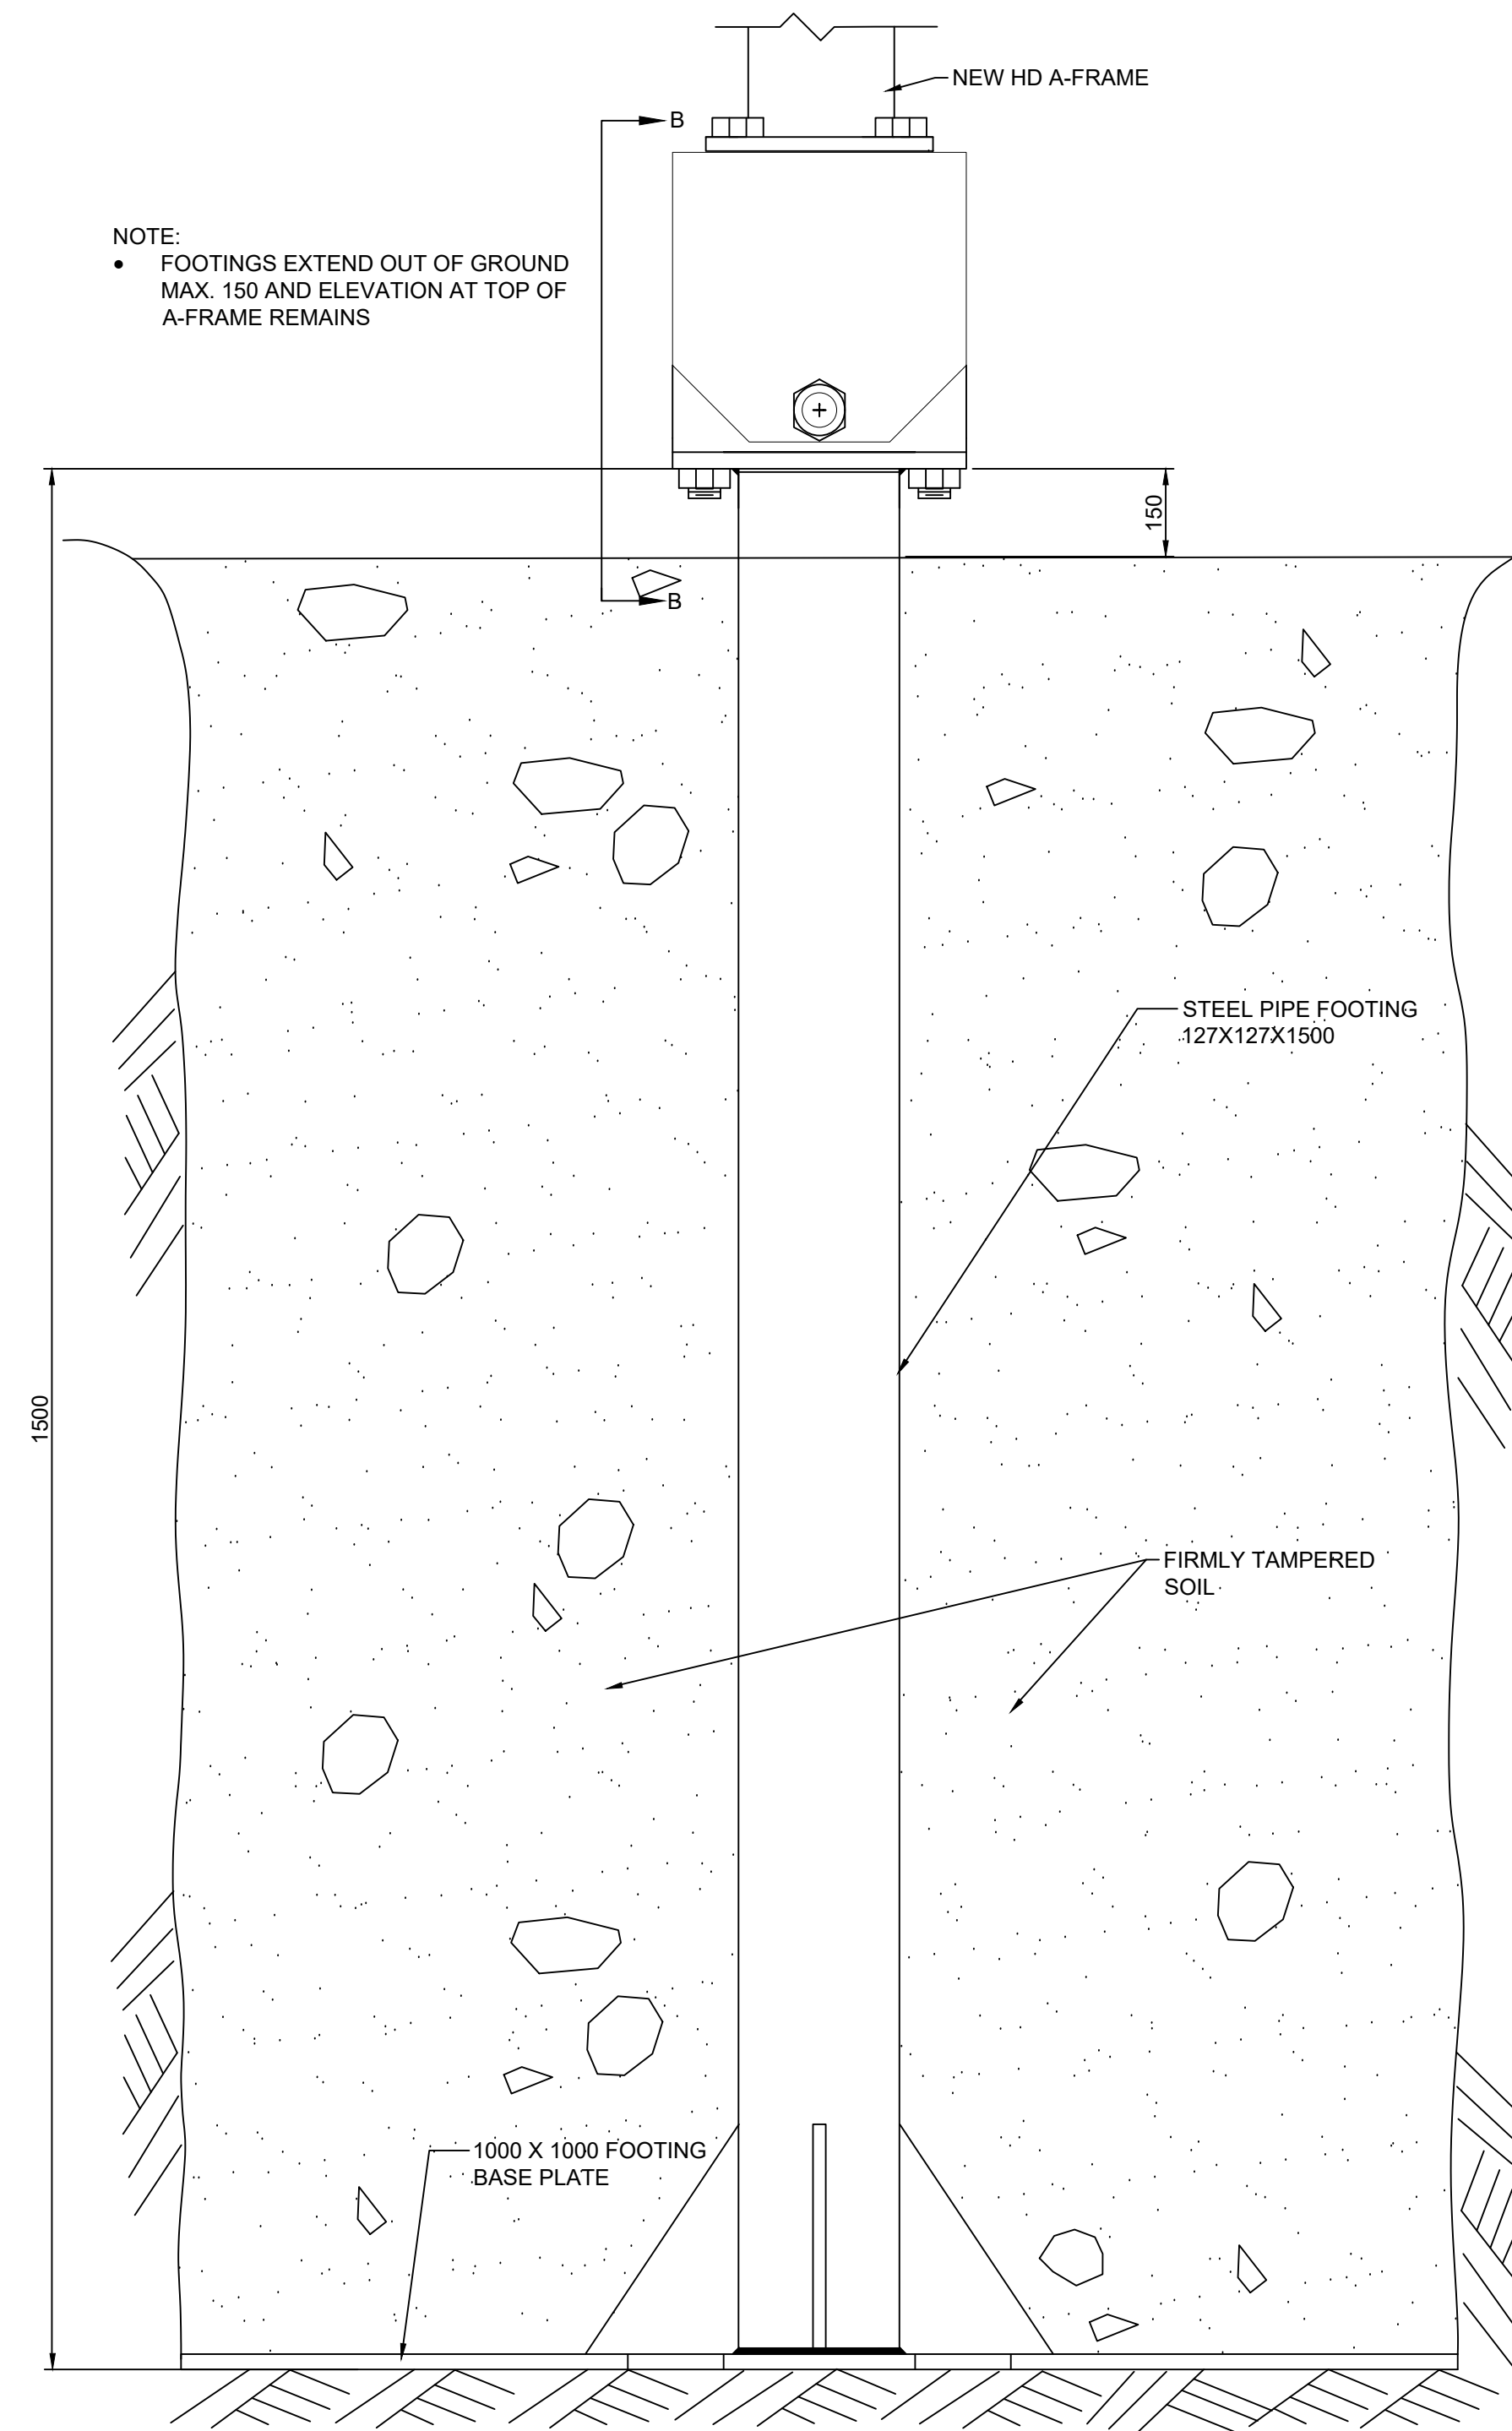 NEW HD A-FRAME
B
NOTE:
• FOOTINGS EXTEND OUT OF GROUND
MAX. 150 AND ELEVATION AT TOP OF
A-FRAME REMAINS
150
B
STEEL PIPE FOOTING
127X127X1500
1500
FIRMLY TAMPERED
SOIL
1000 X 1000 FOOTING
BASE PLATE